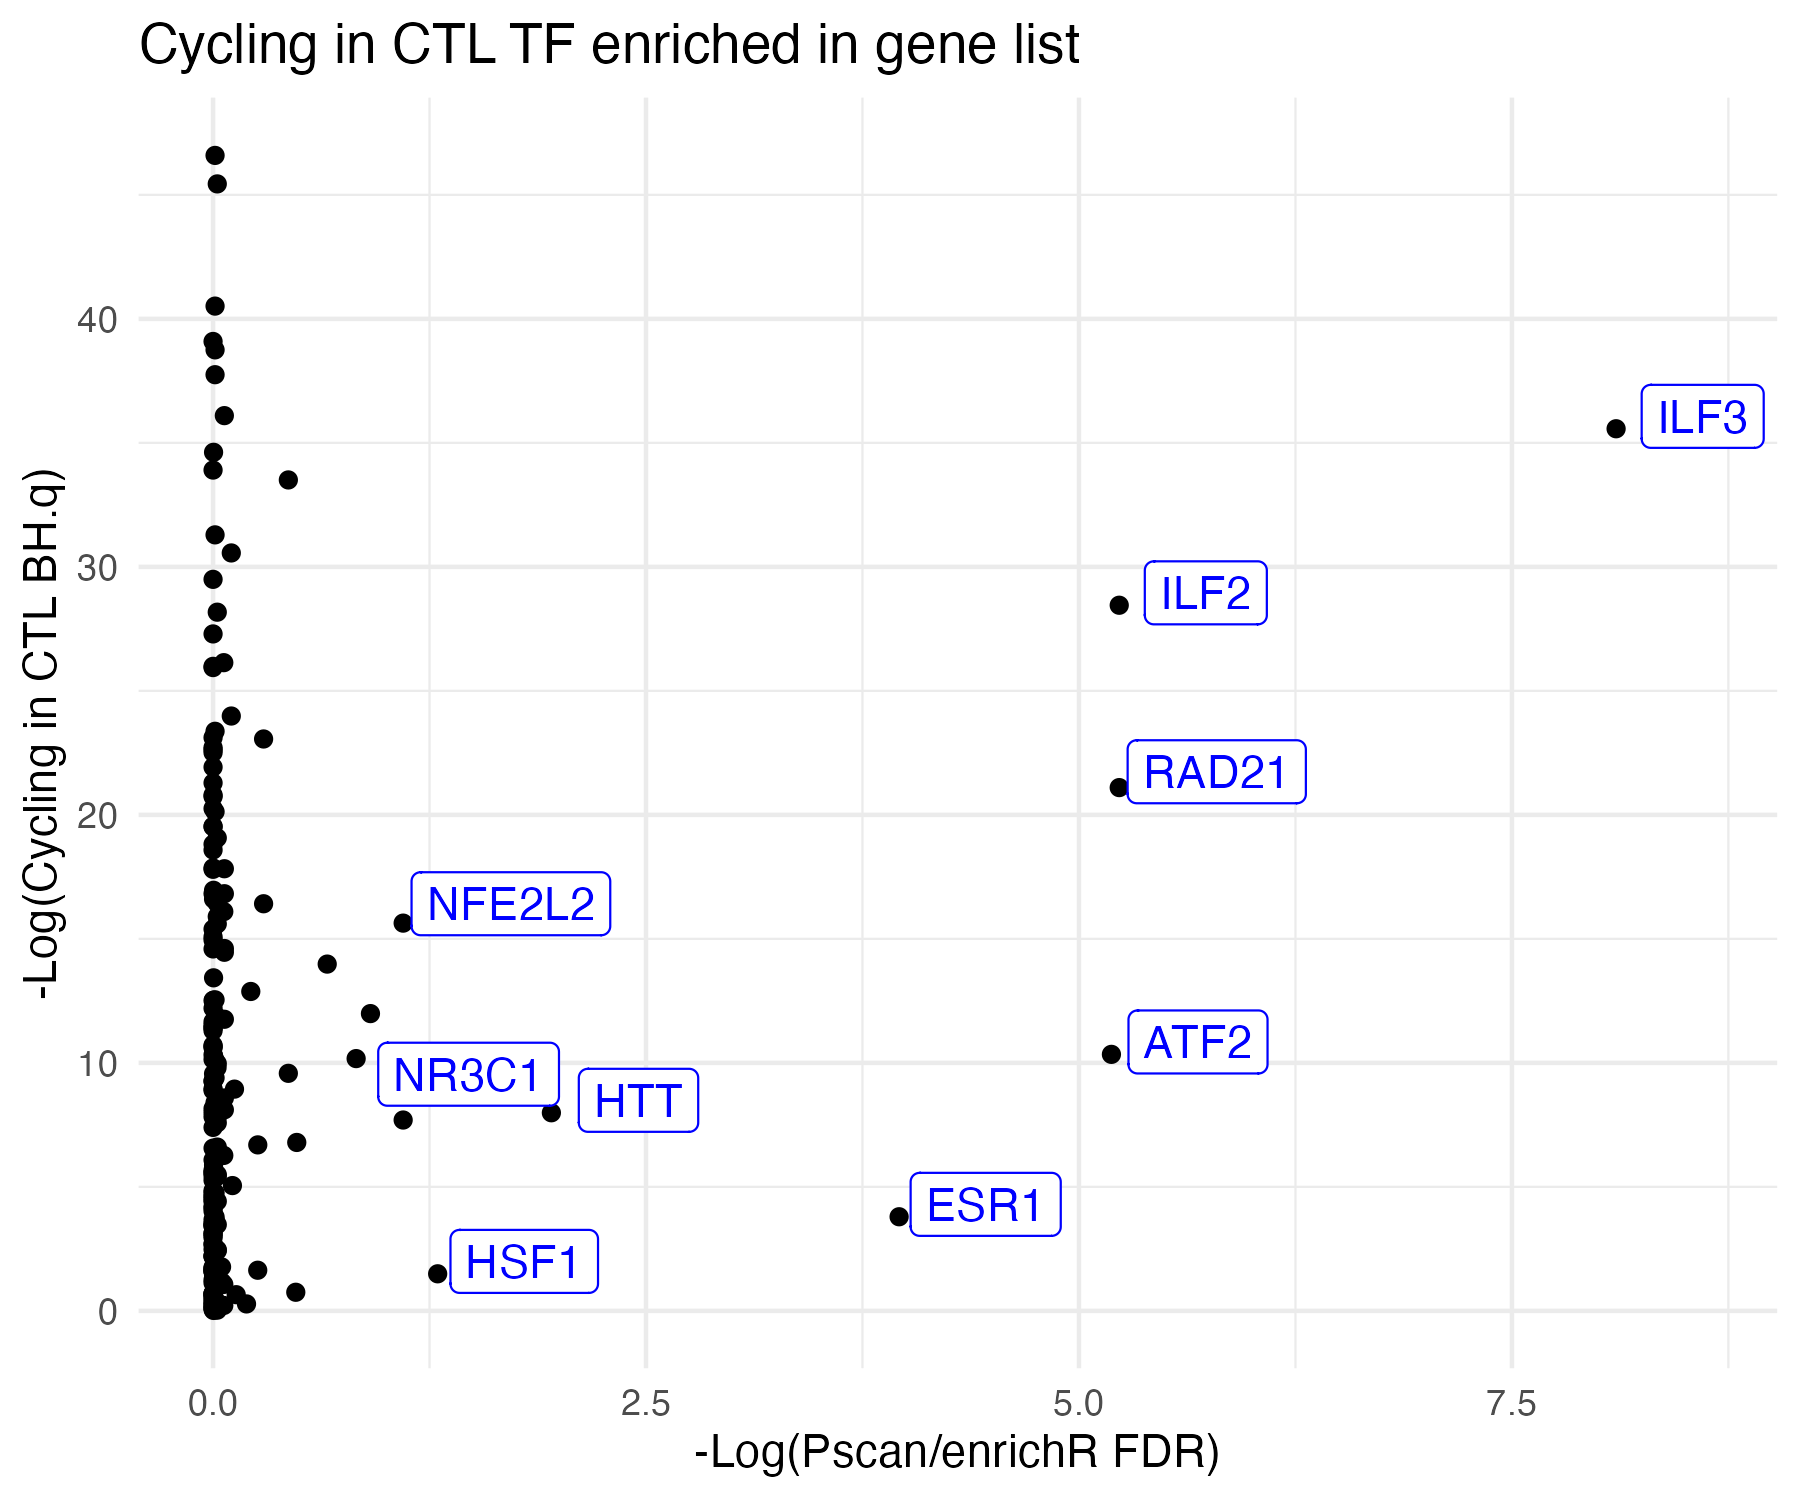 Cycling in CTL TF enriched in gene list
-Log(Cycling in CTL BH.q)
40
30
20
10
0
ILF3
ILF2
RAD21
NFE2L2
ATF2
NR3C1
HTT
ESR1
HSF1
0.0
2.5
5.0
7.5
-Log(Pscan/enrichR FDR)